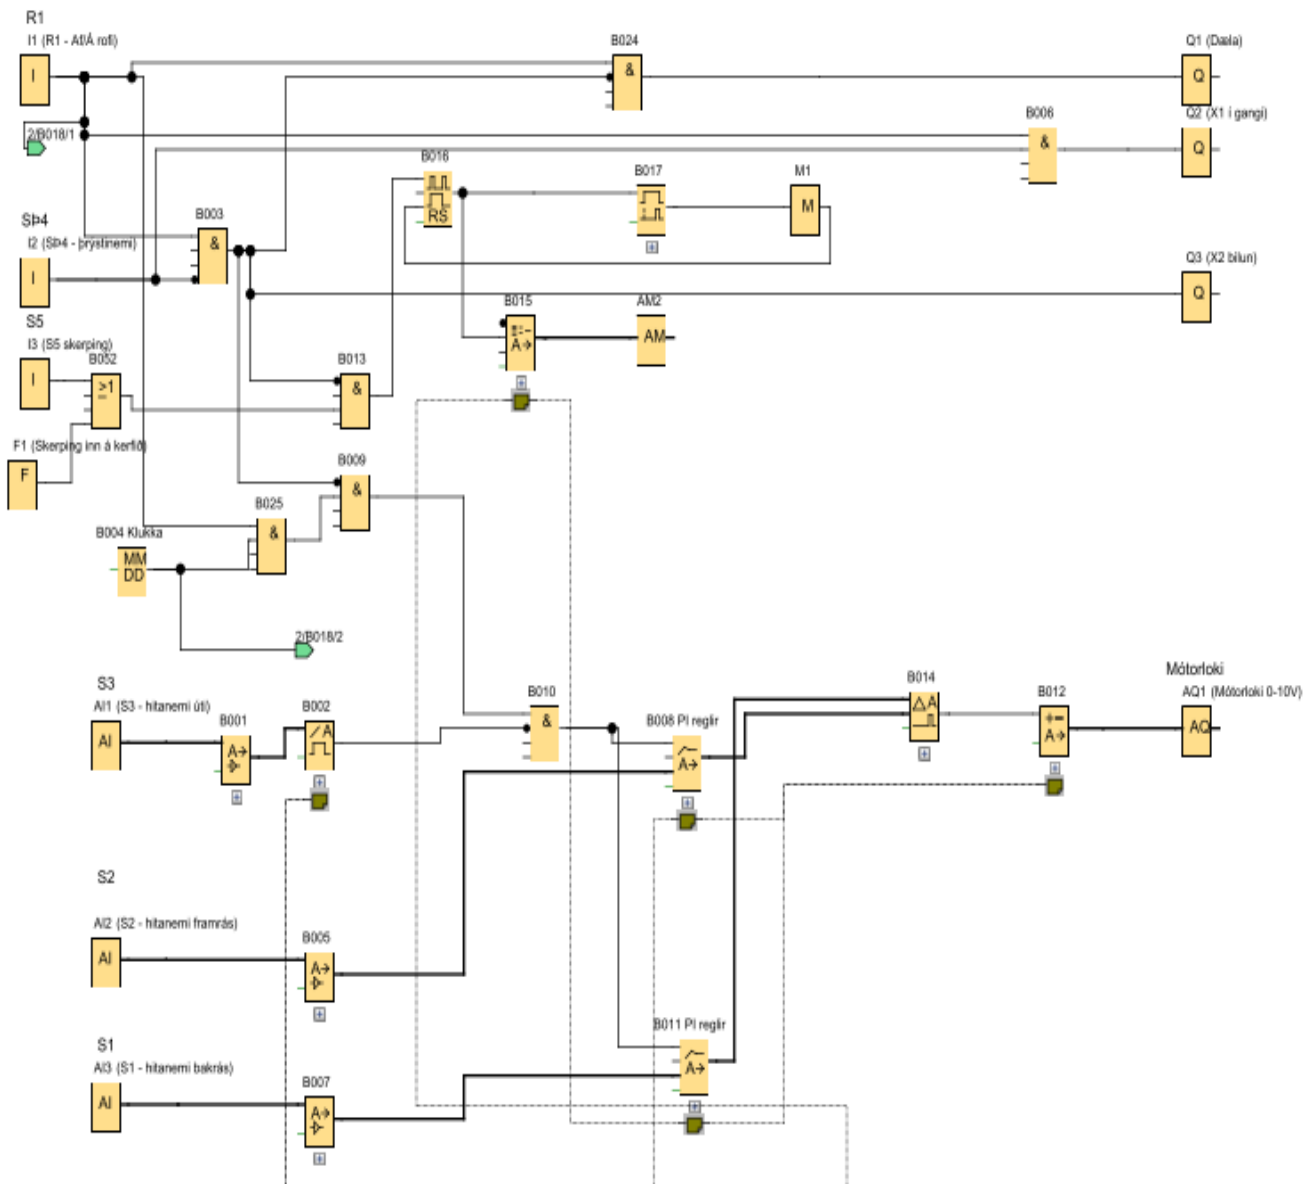 R1
I1 (R1 - Af/Á rofi)
I
2/B018/1
B024
&
Q1 (Dæla)
Q
B006
&
Q2 (X1 í gangi)
Q
B016
RS
B017
M1
M
SÞ4
I2 (SÞ4 - þrýstinemi)
I
B003
&
Q3 (X2 bilun)
Q
S5
I3 (S5 skerping)
I
B052
>1
B013
&
B015
A→
AM2
AM
F1 (Skerping inn á kerfið)
F
B009
&
B025
&
B004 Klukka
MM
DD
2/B018/2
S3
AI1 (S3 - hitanemi úti)
AI
B001
A→
B002
/A
B010
&
B008 PI reglir
A→
B014
△A
B012
+=
A→
Mótorloki
AQ1 (Mótorloki 0-10V)
AQ
S2
AI2 (S2 - hitanemi framrás)
AI
B005
A→
S1
AI3 (S1 - hitanemi bakrás)
AI
B007
A→
B011 PI reglir
A→